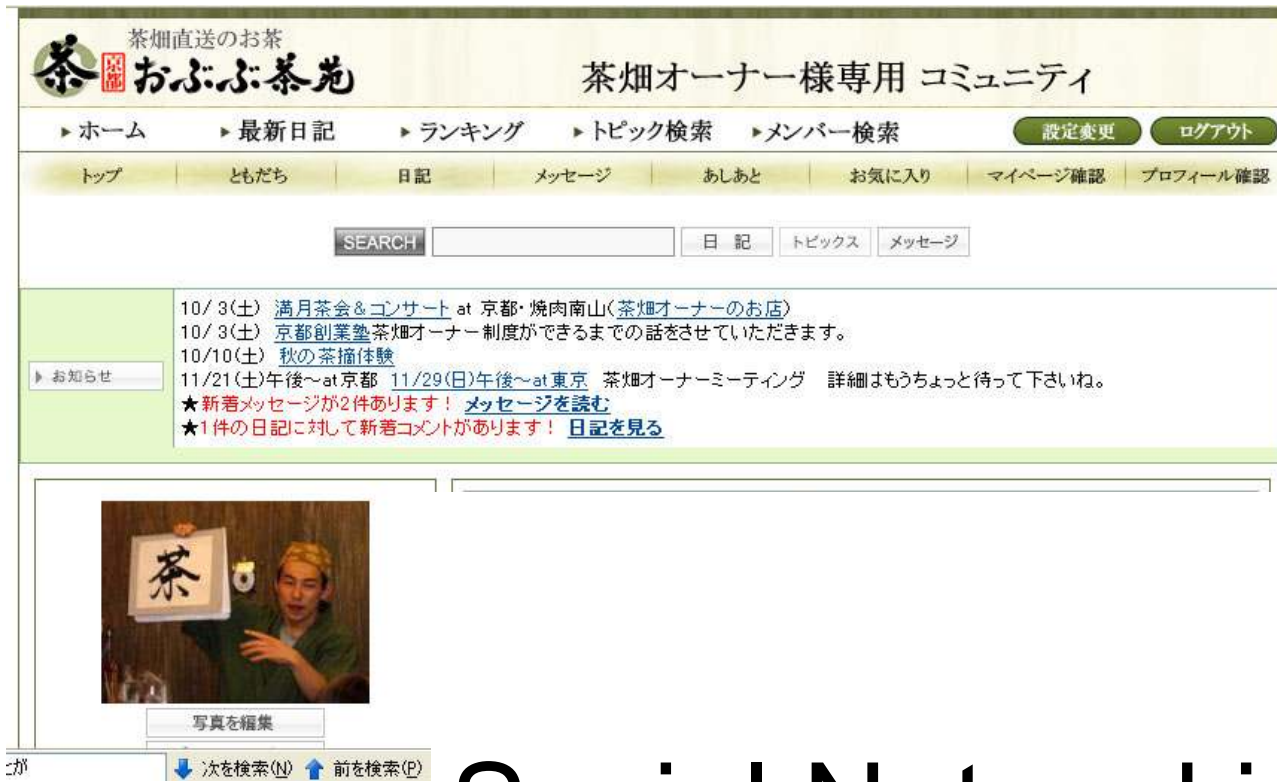 茶畑直送のお茶
茶 京都 おぶぶ茶苑
茶畑オーナー様専用 コミュニティ
ホーム 最新日記 ランキング トピック検索 メンバー検索 設定変更 ログアウト
トップ ともだち 日記 メッセージ あしあと お気に入り マイページ確認 プロフィール確認
SEARCH 日 記 トピックス メッセージ
お知らせ
10/ 3(土) 満月茶会&コンサート at 京都・焼肉南山(茶畑オーナーのお店)
10/ 3(土) 京都創業塾茶畑オーナー制度ができるまでの話をさせていただきます。
10/10(土) 秋の茶摘体験
11/21(土)午後~at京都 11/29(日)午後~at東京 茶畑オーナーミーティング 詳細はもうちょっと待って下さいね。
★新着メッセージが2件あります! メッセージを読む
★1件の日記に対して新着コメントがあります! 日記を見る
茶
写真を編集
とが 次を検索(N) 前を検索(P)